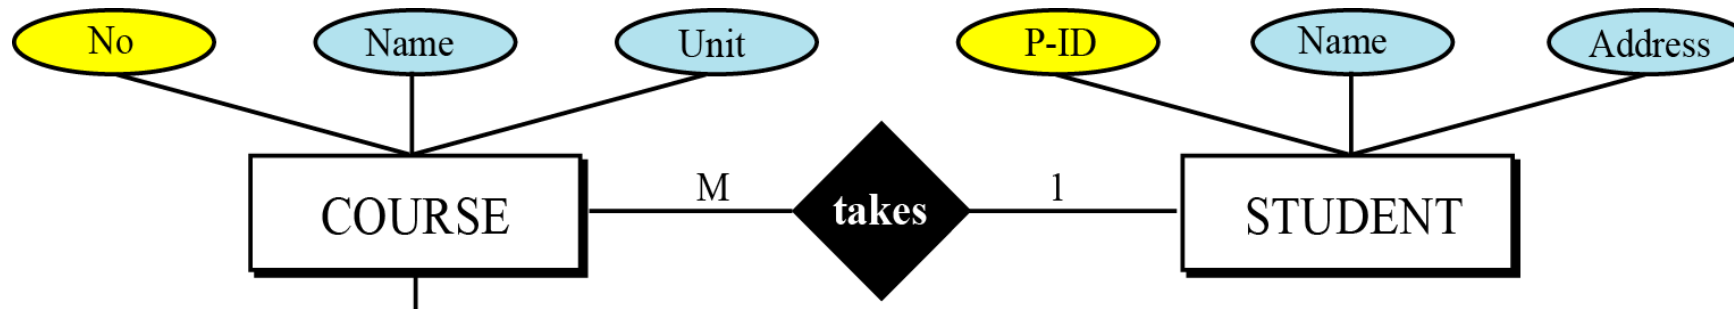 No Name Unit P-ID Name Address
M takes 1
COURSE STUDENT